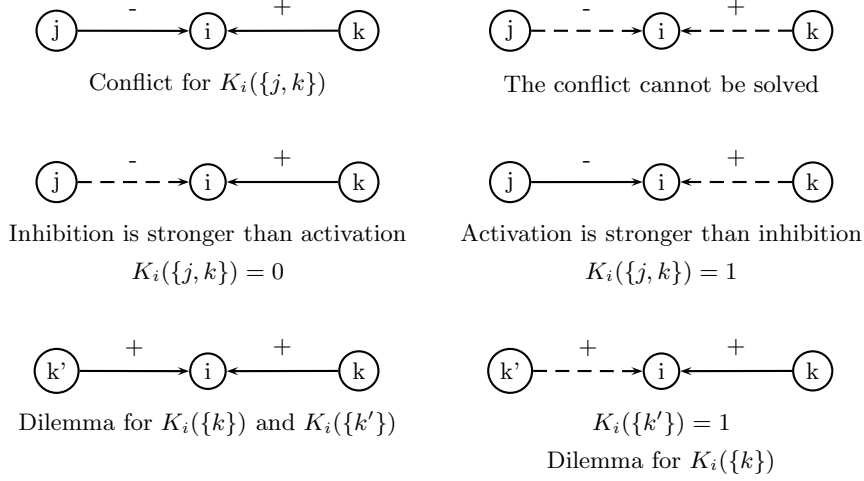 - +
j i k
Conflict for $K_i(\{j, k\})$
- +
j i k
The conflict cannot be solved
- +
j i k
Inhibition is stronger than activation
$K_i(\{j, k\}) = 0$
- +
j i k
Activation is stronger than inhibition
$K_i(\{j, k\}) = 1$
+ +
k' i k
Dilemma for $K_i(\{k\})$ and $K_i(\{k'\})$
+ +
k' i k
$K_i(\{k'\}) = 1$
Dilemma for $K_i(\{k\})$